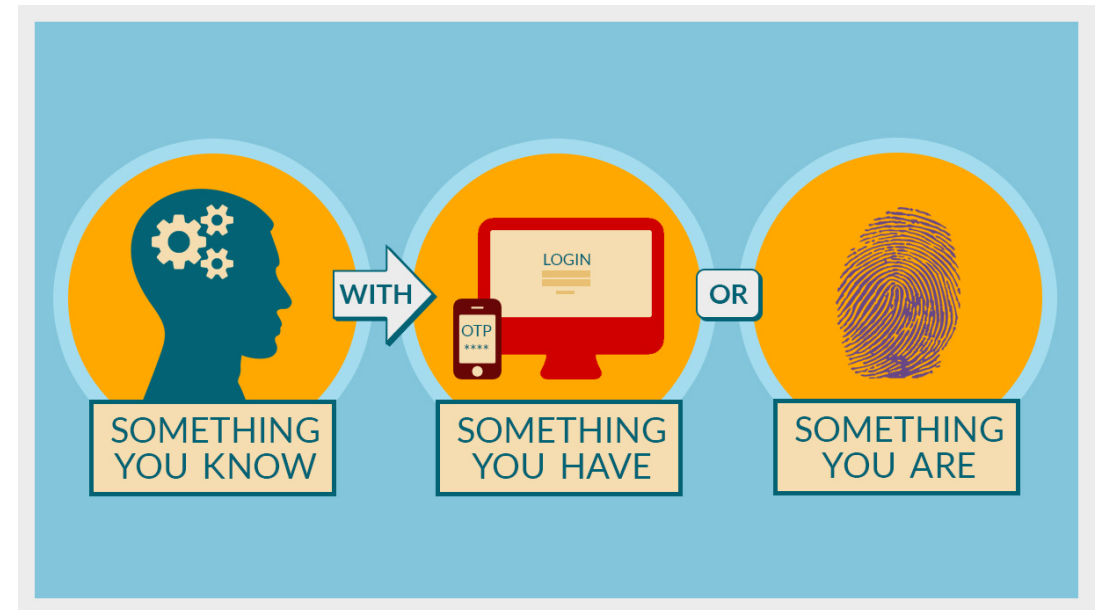 SOMETHING
YOU KNOW
WITH
LOGIN
OTP
****
SOMETHING
YOU HAVE
OR
SOMETHING
YOU ARE